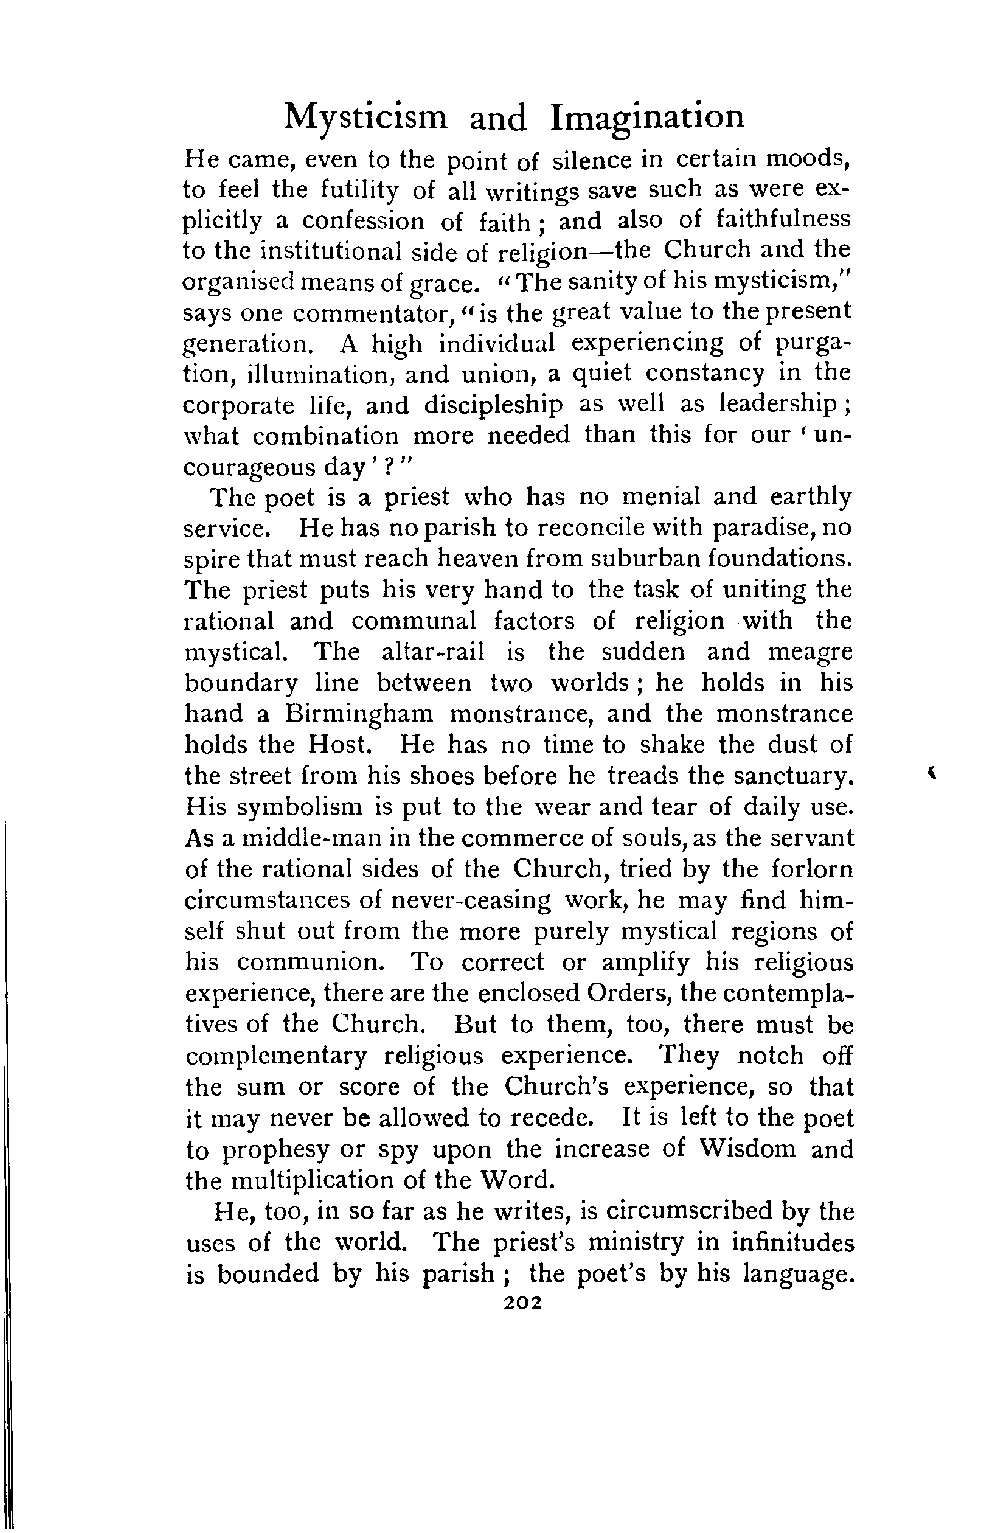 Mysticism and Imagination
He came, even to the point of silence in certain moods,
to feel the futility of all writings save such as were ex-
plicitly a confession of faith ; and also of faithfulness
to the institutional side of religion—the Church and the
organised means of grace. "The sanity of his mysticism,"
says one commentator, "is the great value to the present
generation. A high individual experiencing of purga-
tion, illumination, and union, a quiet constancy in the
corporate life, and discipleship as well as leadership ;
what combination more needed than this for our ' un-
courageous day ' ? "
The poet is a priest who has no menial and earthly
service. He has no parish to reconcile with paradise, no
spire that must reach heaven from suburban foundations.
The priest puts his very hand to the task of uniting the
rational and communal factors of religion with the
mystical. The altar-rail is the sudden and meagre
boundary line between two worlds ; he holds in his
hand a Birmingham monstrance, and the monstrance
holds the Host. He has no time to shake the dust of
the street from his shoes before he treads the sanctuary.
His symbolism is put to the wear and tear of daily use.
As a middle-man in the commerce of souls, as the servant
of the rational sides of the Church, tried by the forlorn
circumstances of never-ceasing work, he may find him-
self shut out from the more purely mystical regions of
his communion. To correct or amplify his religious
experience, there are the enclosed Orders, the contempla-
tives of the Church. But to them, too, there must be
complementary religious experience. They notch off
the sum or score of the Church's experience, so that
it may never be allowed to recede. It is left to the poet
to prophesy or spy upon the increase of Wisdom and
the multiplication of the Word.
He, too, in so far as he writes, is circumscribed by the
uses of the world. The priest's ministry in infinitudes
is bounded by his parish ; the poet's by his language.
202